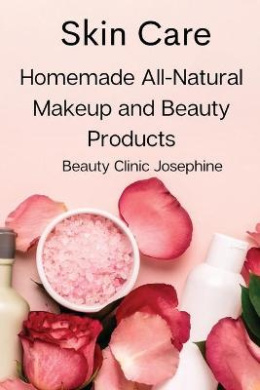 Skin Care
Homemade All-Natural
Makeup and Beauty
Products
Beauty Clinic Josephine